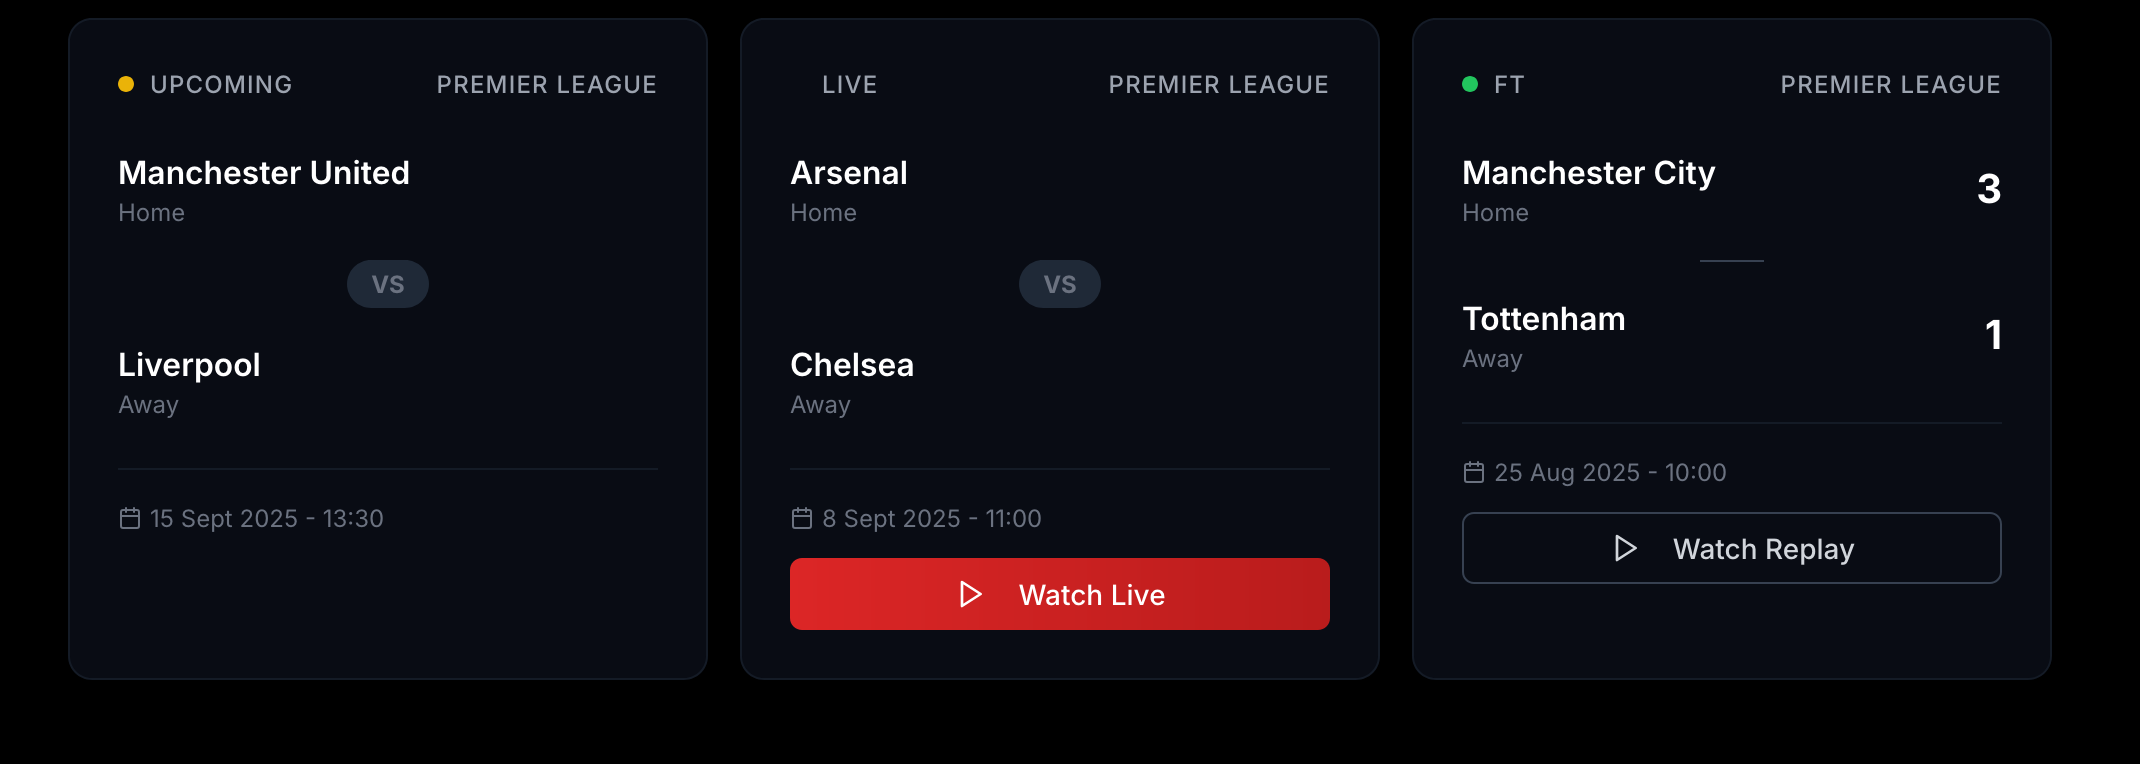 UPCOMING PREMIER LEAGUE
Manchester United
Home
VS
Liverpool
Away
15 Sept 2025 - 13:30
LIVE PREMIER LEAGUE
Arsenal
Home
VS
Chelsea
Away
8 Sept 2025 - 11:00
Watch Live
FT PREMIER LEAGUE
Manchester City
Home
3
Tottenham
Away
1
25 Aug 2025 - 10:00
Watch Replay